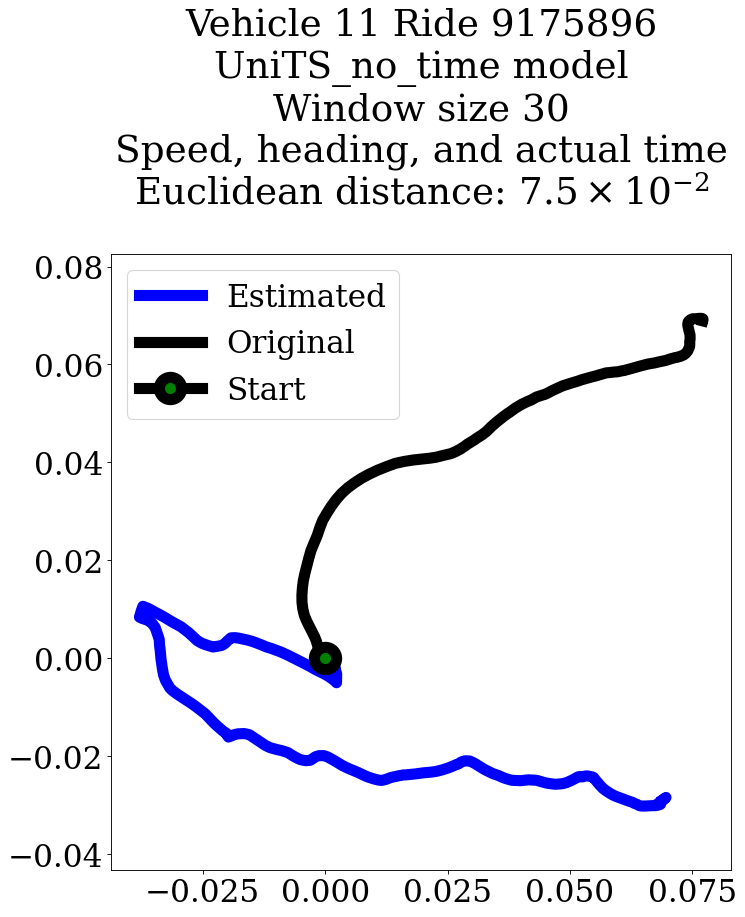 Vehicle 11 Ride 9175896
UniTS_no_time model
Window size 30
Speed, heading, and actual time
Euclidean distance: 7.5 × 10⁻²
0.08
0.06
0.04
0.02
0.00
−0.02
−0.04
Estimated
Original
Start
−0.025 0.000 0.025 0.050 0.075